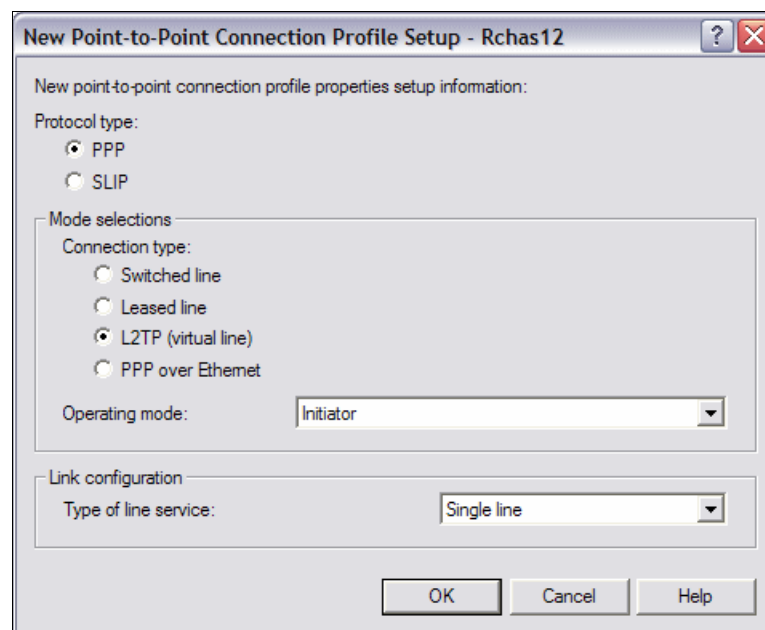 New Point-to-Point Connection Profile Setup - Rchas12
?
New point-to-point connection profile properties setup information:
Protocol type:
PPP
SLIP
Mode selections
Connection type:
Switched line
Leased line
L2TP (virtual line)
PPP over Ethernet
Operating mode: Initiator
Link configuration
Type of line service: Single line
OK Cancel Help